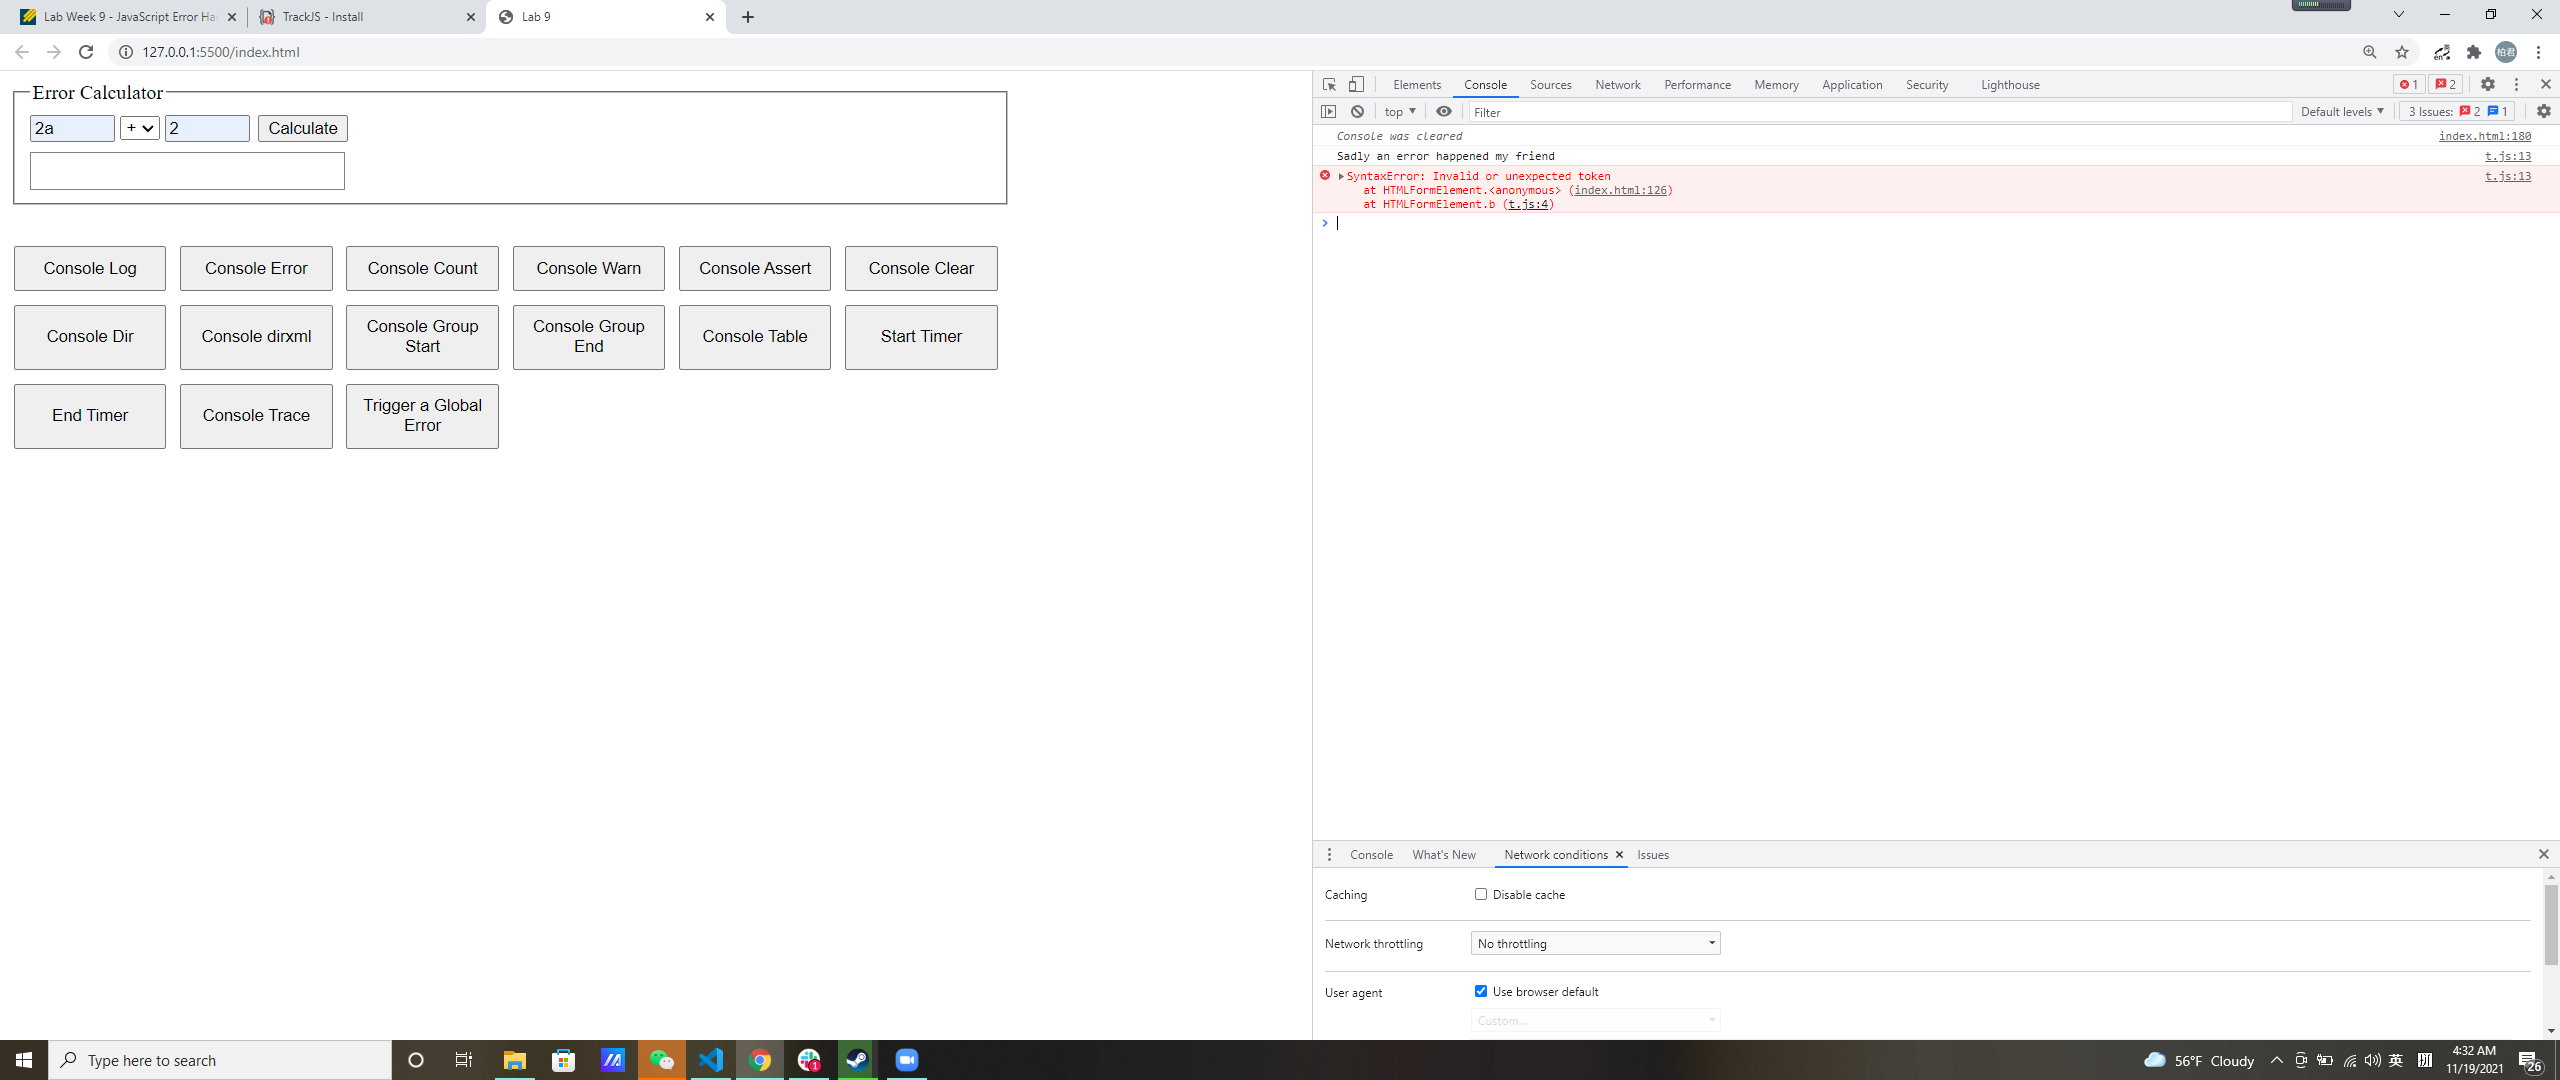 Lab Week 9 - JavaScript Error Ha
TrackJS - Install
Lab 9
127.0.0.1:5500/index.html
柏君
Error Calculator
2a + 2 Calculate
Console Log Console Error Console Count Console Warn Console Assert Console Clear
Console Dir Console dirxml Console Group Start Console Group End Console Table Start Timer
End Timer Console Trace Trigger a Global Error
Elements Console Sources Network Performance Memory Application Security Lighthouse 1 2
top Filter Default levels 3 Issues: 2 1
Console was cleared index.html:180
Sadly an error happened my friend t.js:13
SyntaxError: Invalid or unexpected token t.js:13
at HTMLFormElement.<anonymous> (index.html:126)
at HTMLFormElement.b (t.js:4)
Console What's New Network conditions Issues
Caching Disable cache
Network throttling No throttling
User agent Use browser default
Custom...
Type here to search
1
56°F Cloudy
英
拼
4:32 AM
11/19/2021
26